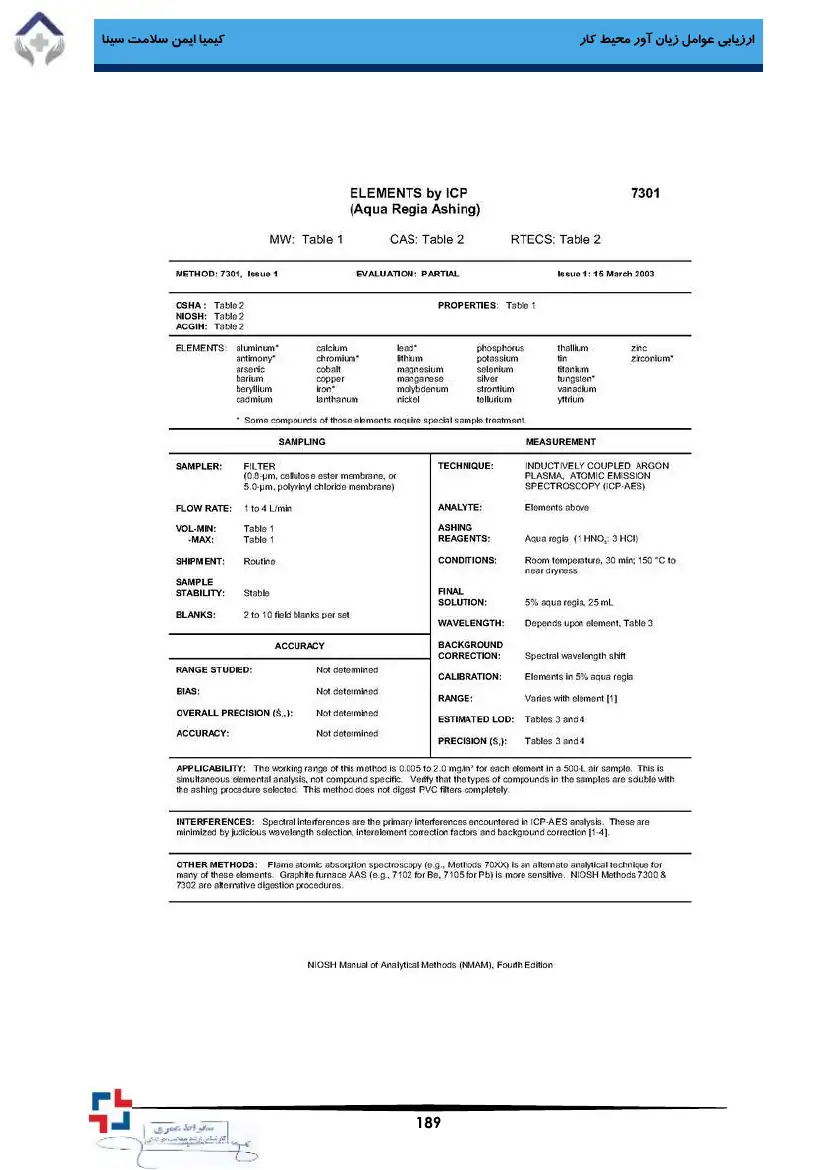 ارزیابی عوامل زیان آور محیط کار
کیمیا ایمن سلامت سینا
ELEMENTS by ICP 7301
(Aqua Regia Ashing)
MW: Table 1 CAS: Table 2 RTECS: Table 2
METHOD: 7301, Issue 1 EVALUATION: PARTIAL Issue 1: 15 March 2003
OSHA : Table 2 PROPERTIES: Table 1
NIOSH: Table 2
ACGIH: Table 2
ELEMENTS: aluminum* calcium lead* phosphorus thallium zinc
antimony* chromium* lithium potassium tin zirconium*
arsenic cobalt magnesium selenium titanium
barium copper manganese silver tungsten*
beryllium iron* molybdenum strontium vanadium
cadmium lanthanum nickel tellurium yttrium
* Some compounds of those elements require special sample treatment.
SAMPLING
SAMPLER: FILTER
(0.8-µm, cellulose ester membrane, or
5.0-µm, polyvinyl chloride membrane)
FLOW RATE: 1 to 4 L/min
VOL-MIN: Table 1
-MAX: Table 1
SHIPMENT: Routine
SAMPLE
STABILITY: Stable
BLANKS: 2 to 10 field blanks per set
ACCURACY
RANGE STUDIED: Not determined
BIAS: Not determined
OVERALL PRECISION (Ŝrt): Not determined
ACCURACY: Not determined
MEASUREMENT
TECHNIQUE: INDUCTIVELY COUPLED ARGON
PLASMA, ATOMIC EMISSION
SPECTROSCOPY (ICP-AES)
ANALYTE: Elements above
ASHING
REAGENTS: Aqua regia (1 HNO3: 3 HCl)
CONDITIONS: Room temperature, 30 min; 150 °C to
near dryness
FINAL
SOLUTION: 5% aqua regia, 25 mL
WAVELENGTH: Depends upon element, Table 3
BACKGROUND
CORRECTION: Spectral wavelength shift
CALIBRATION: Elements in 5% aqua regia
RANGE: Varies with element [1]
ESTIMATED LOD: Tables 3 and 4
PRECISION (Sr): Tables 3 and 4
APPLICABILITY: The working range of this method is 0.005 to 2.0 mg/m³ for each element in a 500-L air sample. This is
simultaneous elemental analysis, not compound specific. Verify that the types of compounds in the samples are soluble with
the ashing procedure selected. This method does not digest PVC filters completely.
INTERFERENCES: Spectral interferences are the primary interferences encountered in ICP-AES analysis. These are
minimized by judicious wavelength selection, interelement correction factors and background correction [1-4].
OTHER METHODS: Flame atomic absorption spectroscopy (e.g., Methods 70XX) is an alternate analytical technique for
many of these elements. Graphite furnace AAS (e.g., 7102 for Be, 7105 for Pb) is more sensitive. NIOSH Methods 7300 &
7302 are alternative digestion procedures.
NIOSH Manual of Analytical Methods (NMAM), Fourth Edition
189